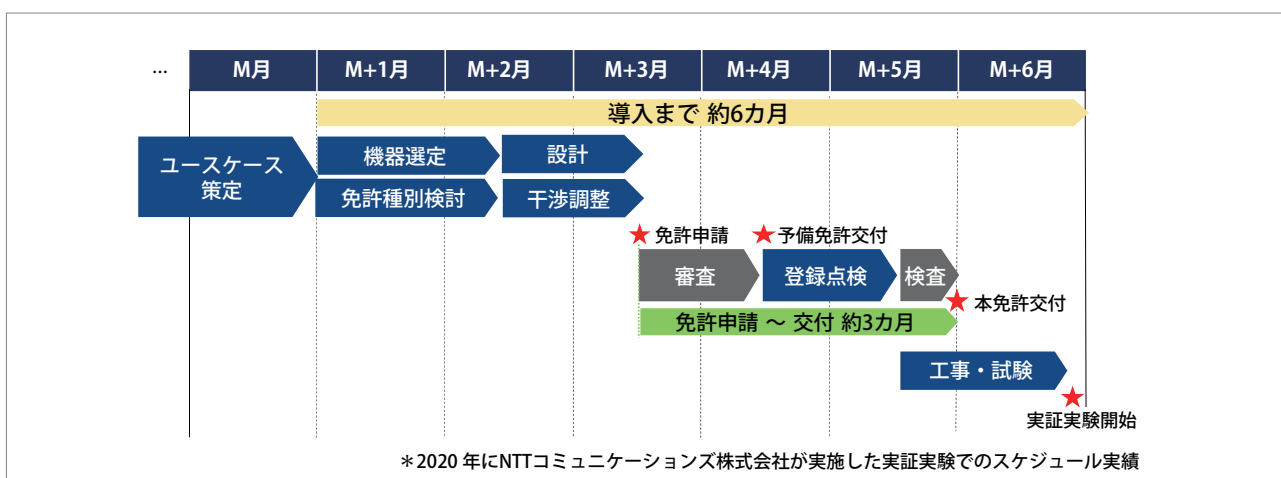 …
M月
M+1月
M+2月
M+3月
M+4月
M+5月
M+6月
導入まで 約6カ月
ユースケース
策定
機器選定
設計
免許種別検討
干渉調整
★免許申請
★予備免許交付
審査
登録点検
検査
★本免許交付
免許申請 ～ 交付 約3カ月
工事・試験
★
実証実験開始
＊2020 年にNTTコミュニケーションズ株式会社が実施した実証実験でのスケジュール実績